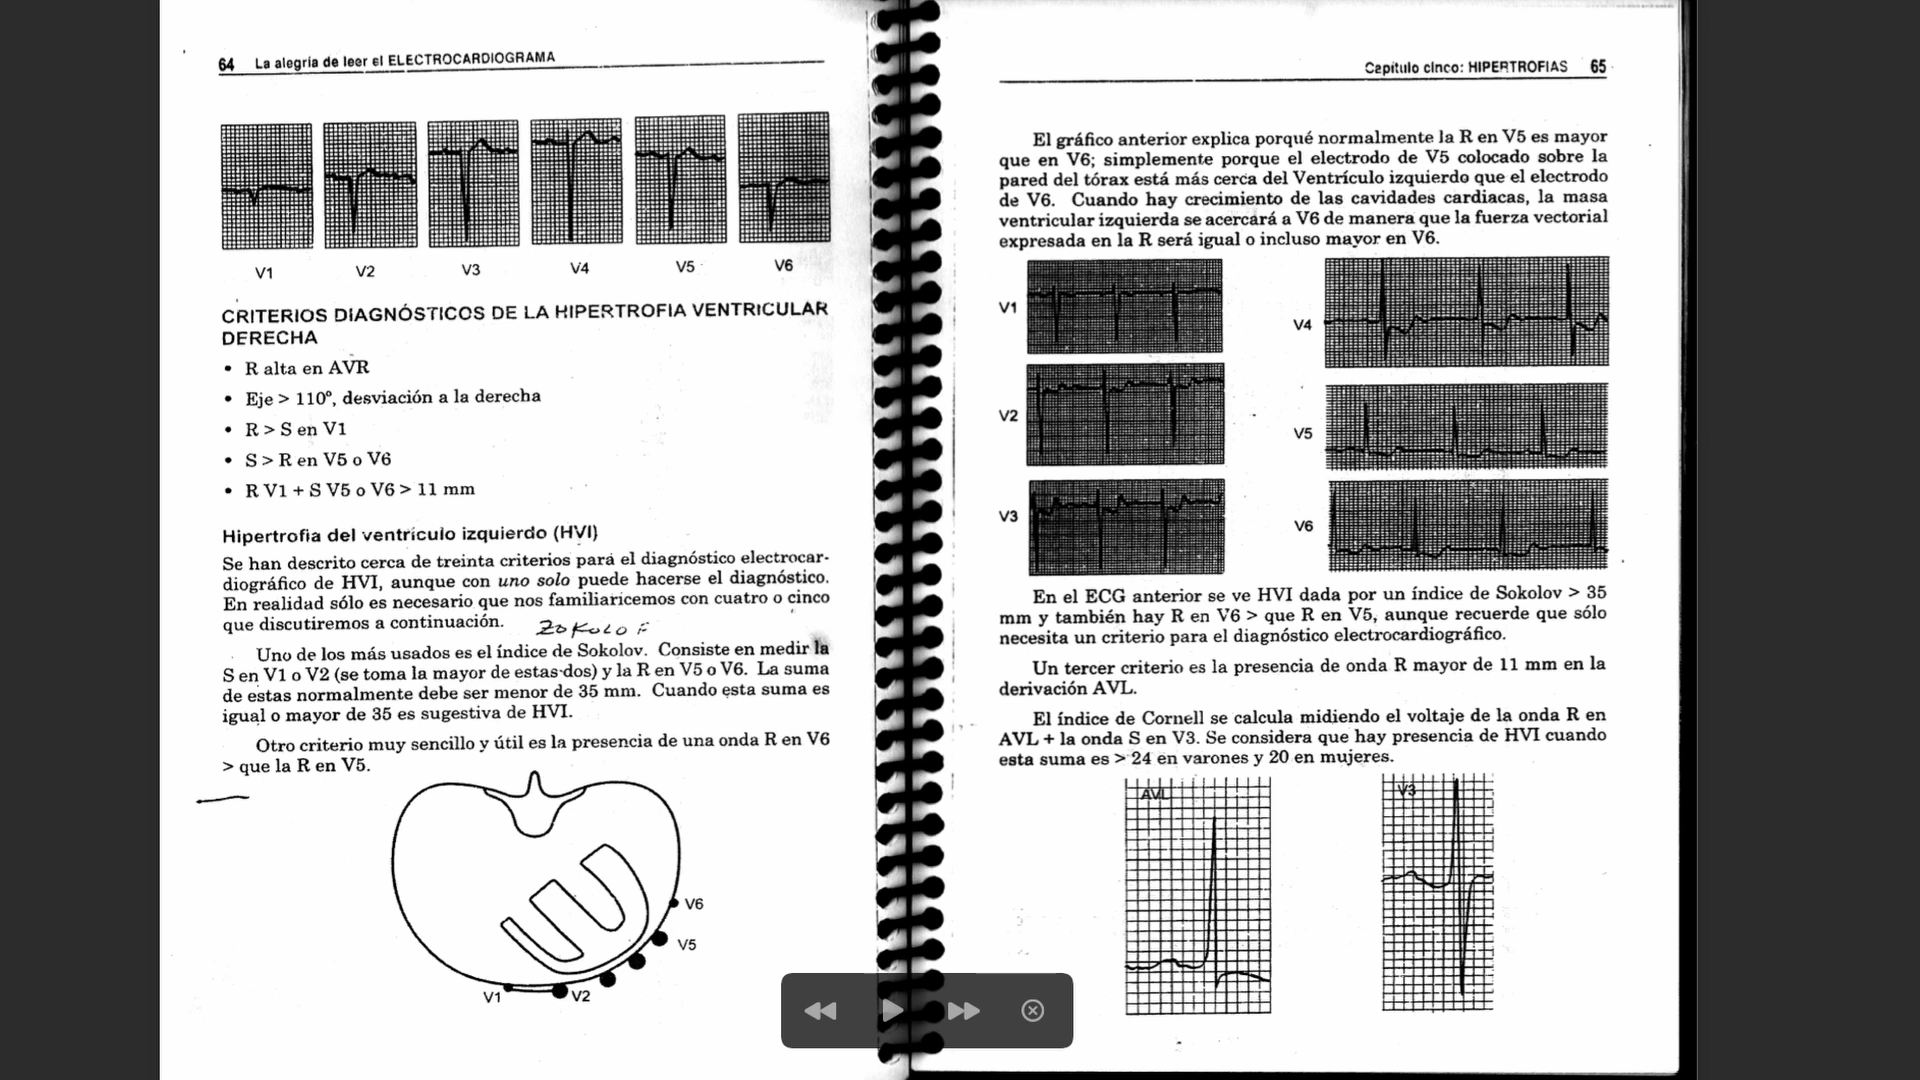 64 La alegría de leer el ELECTROCARDIOGRAMA
V1 V2 V3 V4 V5 V6
CRITERIOS DIAGNÓSTICOS DE LA HIPERTROFIA VENTRICULAR
DERECHA
• R alta en AVR
• Eje > 110º, desviación a la derecha
• R > S en V1
• S > R en V5 o V6
• R V1 + S V5 o V6 > 11 mm
Hipertrofia del ventrículo izquierdo (HVI)
Se han descrito cerca de treinta criterios para el diagnóstico electrocar-
diográfico de HVI, aunque con uno solo puede hacerse el diagnóstico.
En realidad sólo es necesario que nos familiaricemos con cuatro o cinco
que discutiremos a continuación.
ZOKOLOF
Uno de los más usados es el índice de Sokolov. Consiste en medir la
S en V1 o V2 (se toma la mayor de estas dos) y la R en V5 o V6. La suma
de estas normalmente debe ser menor de 35 mm. Cuando esta suma es
igual o mayor de 35 es sugestiva de HVI.
Otro criterio muy sencillo y útil es la presencia de una onda R en V6
> que la R en V5.
V6
V5
V1 V2
Capítulo cinco: HIPERTROFIAS 65
El gráfico anterior explica porqué normalmente la R en V5 es mayor
que en V6; simplemente porque el electrodo de V5 colocado sobre la
pared del tórax está más cerca del Ventrículo izquierdo que el electrodo
de V6. Cuando hay crecimiento de las cavidades cardiacas, la masa
ventricular izquierda se acercará a V6 de manera que la fuerza vectorial
expresada en la R será igual o incluso mayor en V6.
V1
V4
V2
V5
V3
V6
En el ECG anterior se ve HVI dada por un índice de Sokolov > 35
mm y también hay R en V6 > que R en V5, aunque recuerde que sólo
necesita un criterio para el diagnóstico electrocardiográfico.
Un tercer criterio es la presencia de onda R mayor de 11 mm en la
derivación AVL.
El índice de Cornell se calcula midiendo el voltaje de la onda R en
AVL + la onda S en V3. Se considera que hay presencia de HVI cuando
esta suma es > 24 en varones y 20 en mujeres.
AVL V3